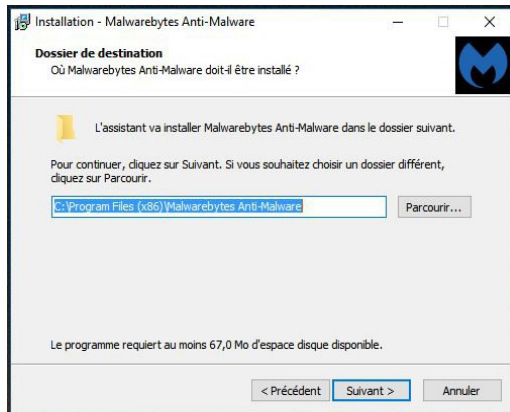 Installation - Malwarebytes Anti-Malware
Dossier de destination
Où Malwarebytes Anti-Malware doit-il être installé ?
L'assistant va installer Malwarebytes Anti-Malware dans le dossier suivant.
Pour continuer, cliquez sur Suivant. Si vous souhaitez choisir un dossier différent,
cliquez sur Parcourir.
C:\Program Files (x86)\Malwarebytes Anti-Malware
Parcourir...
Le programme requiert au moins 67,0 Mo d'espace disque disponible.
< Précédent Suivant > Annuler